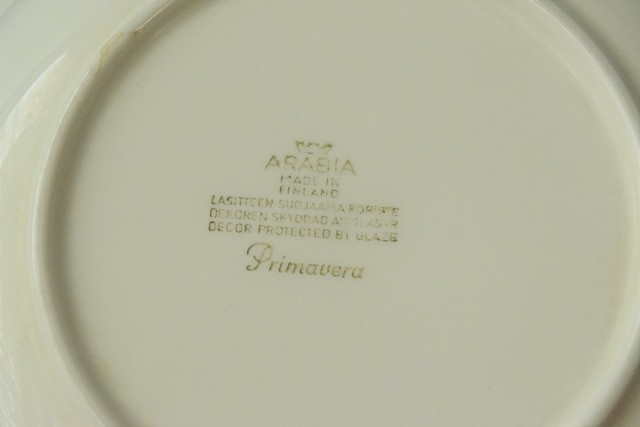 ARABIA
MADE IN
FINLAND
LASITTEEN SUOJAAMA KORISTE
DEKOREN SKYDDAD AV GLASYR
DECOR PROTECTED BY GLAZE
Primavera